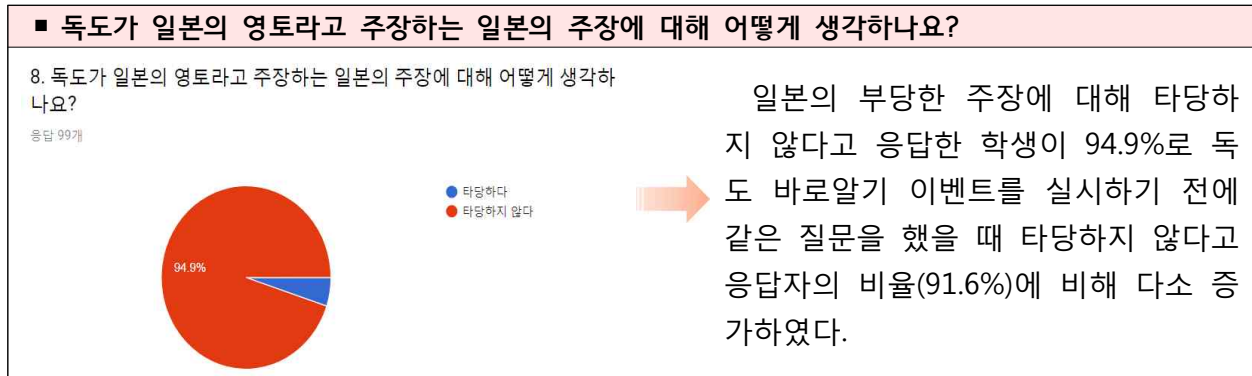 ■ 독도가 일본의 영토라고 주장하는 일본의 주장에 대해 어떻게 생각하나요?
8. 독도가 일본의 영토라고 주장하는 일본의 주장에 대해 어떻게 생각하
나요?
응답 99개
타당하다
타당하지 않다
94.9%
일본의 부당한 주장에 대해 타당하
지 않다고 응답한 학생이 94.9%로 독
도 바로알기 이벤트를 실시하기 전에
같은 질문을 했을 때 타당하지 않다고
응답자의 비율(91.6%)에 비해 다소 증
가하였다.